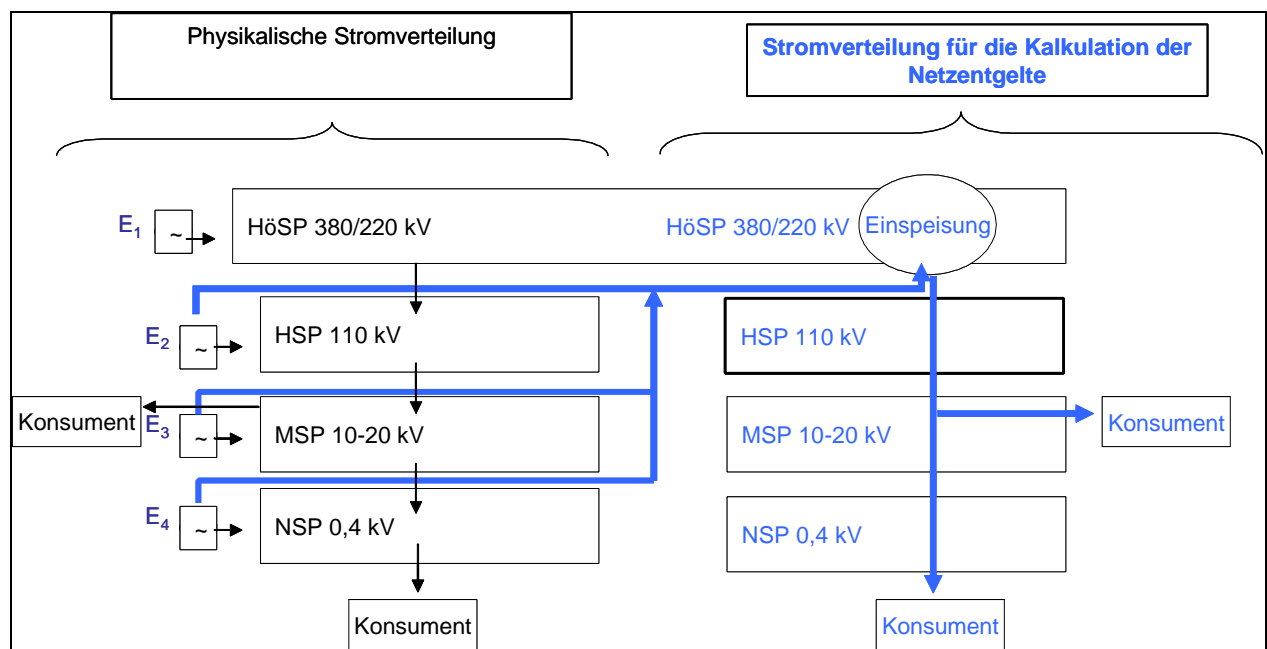 Physikalische Stromverteilung
Stromverteilung für die Kalkulation der
Netzentgelte
E1
~
HöSP 380/220 kV
HöSP 380/220 kV
Einspeisung
E2
~
HSP 110 kV
HSP 110 kV
Konsument
E3
~
MSP 10-20 kV
MSP 10-20 kV
Konsument
E4
~
NSP 0,4 kV
NSP 0,4 kV
Konsument
Konsument